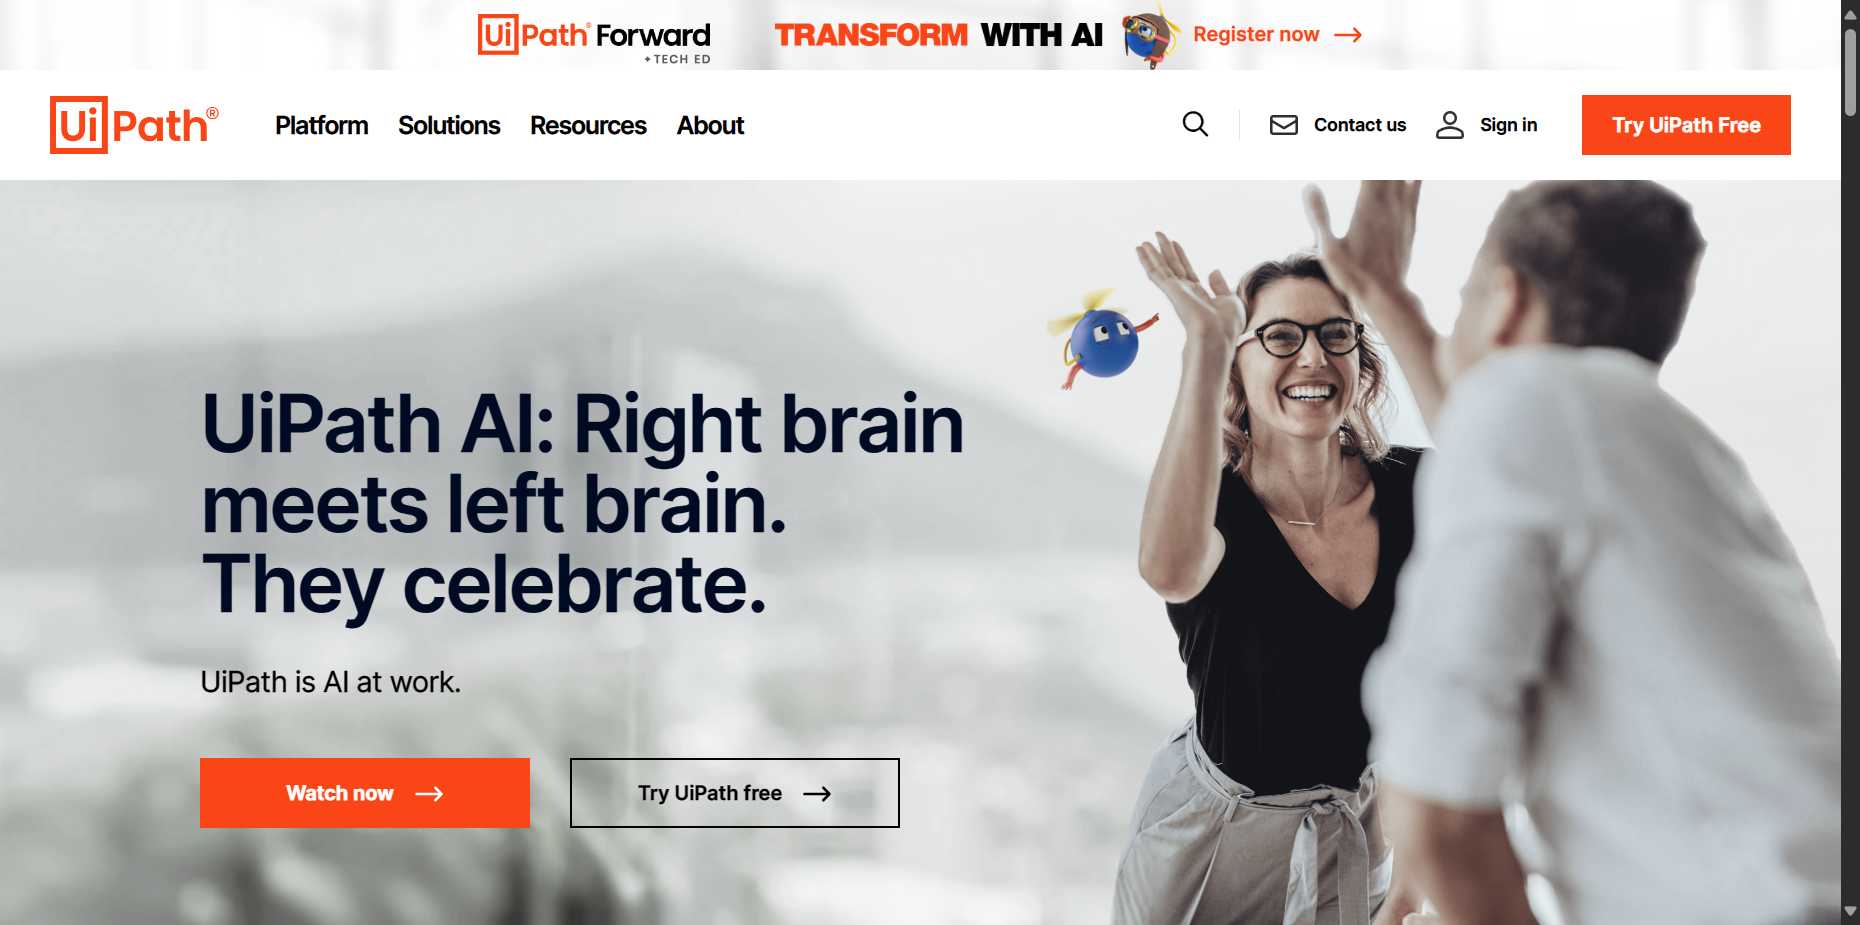 UiPath® Forward
+ TECH ED
TRANSFORM WITH AI
Register now
UiPath®
Platform
Solutions
Resources
About
Contact us
Sign in
Try UiPath Free
UiPath AI: Right brain
meets left brain.
They celebrate.
UiPath is AI at work.
Watch now
Try UiPath free